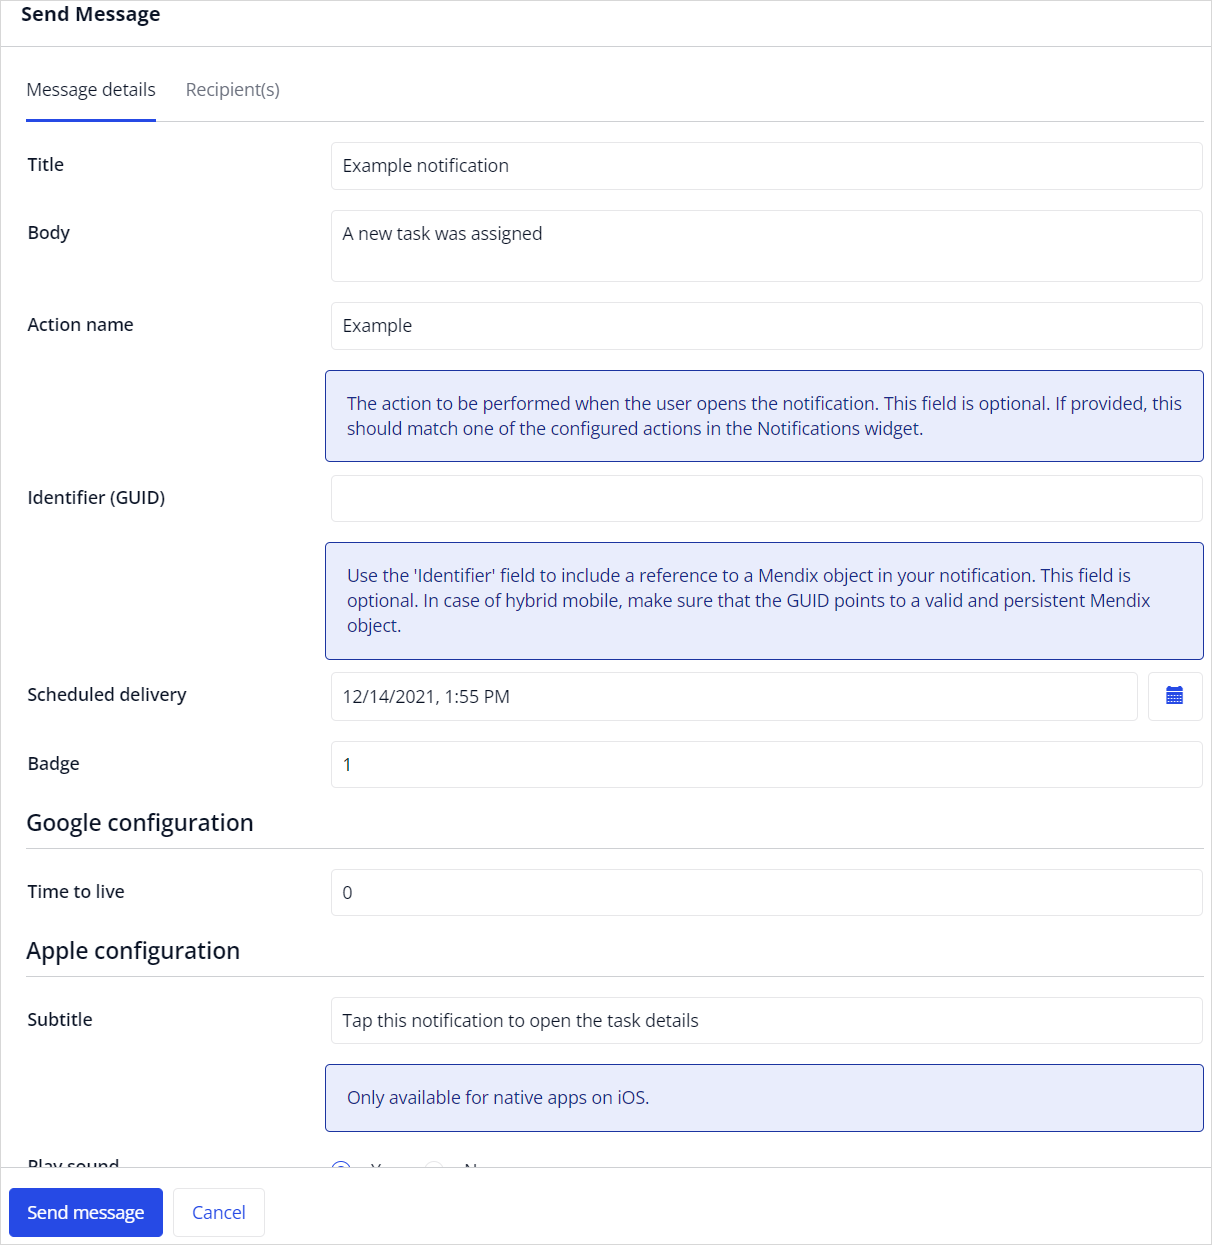 Send Message
Message details Recipient(s)
Title Example notification
Body A new task was assigned
Action name Example
The action to be performed when the user opens the notification. This field is optional. If provided, this
should match one of the configured actions in the Notifications widget.
Identifier (GUID)
Use the 'Identifier' field to include a reference to a Mendix object in your notification. This field is
optional. In case of hybrid mobile, make sure that the GUID points to a valid and persistent Mendix
object.
Scheduled delivery 12/14/2021, 1:55 PM
Badge 1
Google configuration
Time to live 0
Apple configuration
Subtitle Tap this notification to open the task details
Only available for native apps on iOS.
Play sound
Send message Cancel